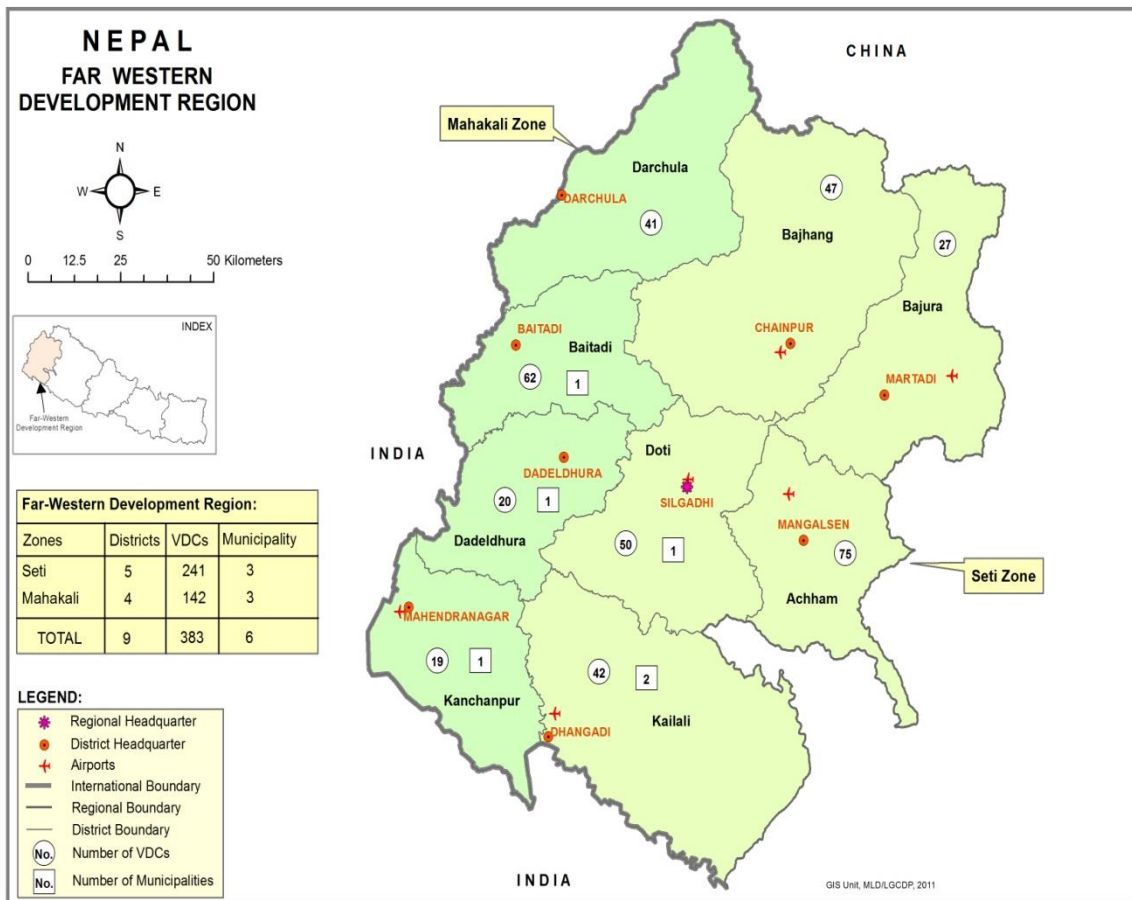 NEPAL
FAR WESTERN
DEVELOPMENT REGION
N
W E
S
0 12.5 25 50 Kilometers
INDEX
Far-Western
Development Region
Far-Western Development Region:
Zones Districts VDCs Municipality
Seti 5 241 3
Mahakali 4 142 3
TOTAL 9 383 6
LEGEND:
Regional Headquarter
District Headquarter
Airports
International Boundary
Regional Boundary
District Boundary
No. Number of VDCs
No. Number of Municipalities
CHINA
Mahakali Zone
Darchula
DARCHULA
41
47
Bajhang
27
Bajura
CHAINPUR
MARTADI
BAITADI
Baitadi
62 1
INDIA
DADELDHURA
20 1
Dadeldhura
Doti
SILGADHI
50 1
MANGALSEN
75
Achham
Seti Zone
MAHENDRANAGAR
19 1
Kanchanpur
42 2
Kailali
DHANGADI
INDIA
GIS Unit, MLD/LGCDP, 2011